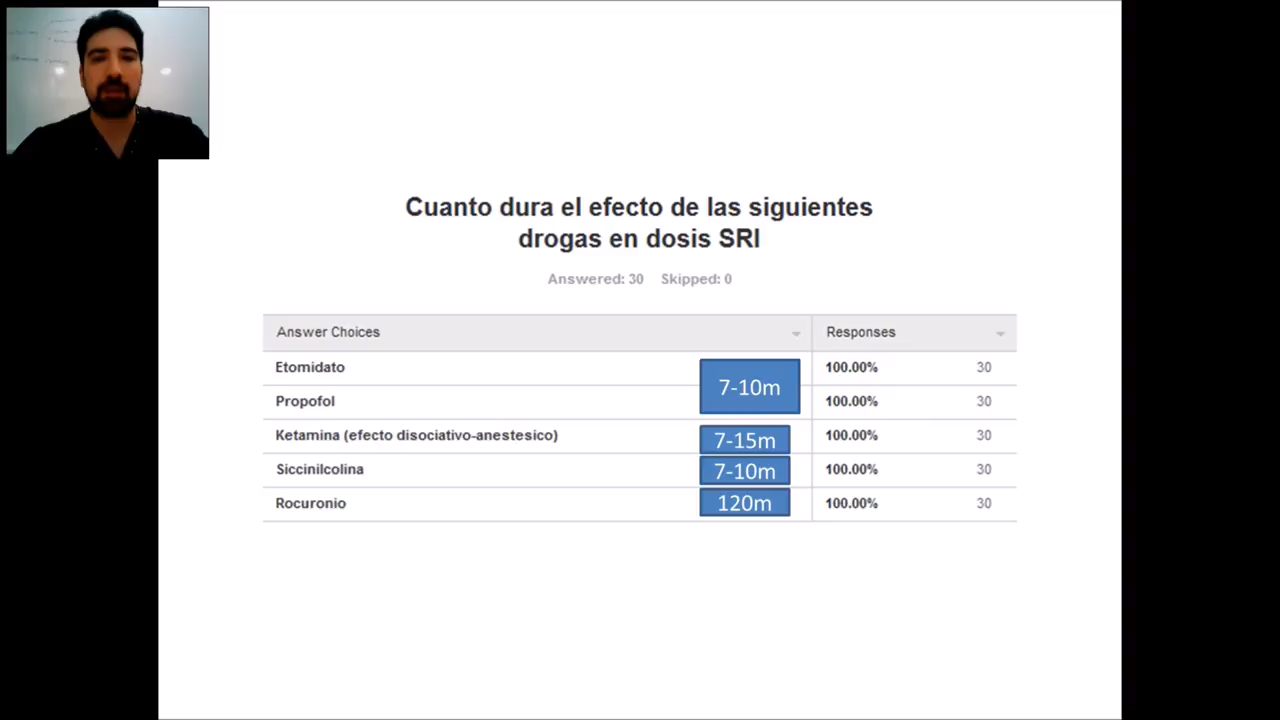 Cuanto dura el efecto de las siguientes
drogas en dosis SRI
Answered: 30 Skipped: 0
Answer Choices Responses
Etomidato 100.00% 30
7-10m
Propofol 100.00% 30
Ketamina (efecto disociativo-anestesico) 7-15m 100.00% 30
Siccinilcolina 7-10m 100.00% 30
Rocuronio 120m 100.00% 30